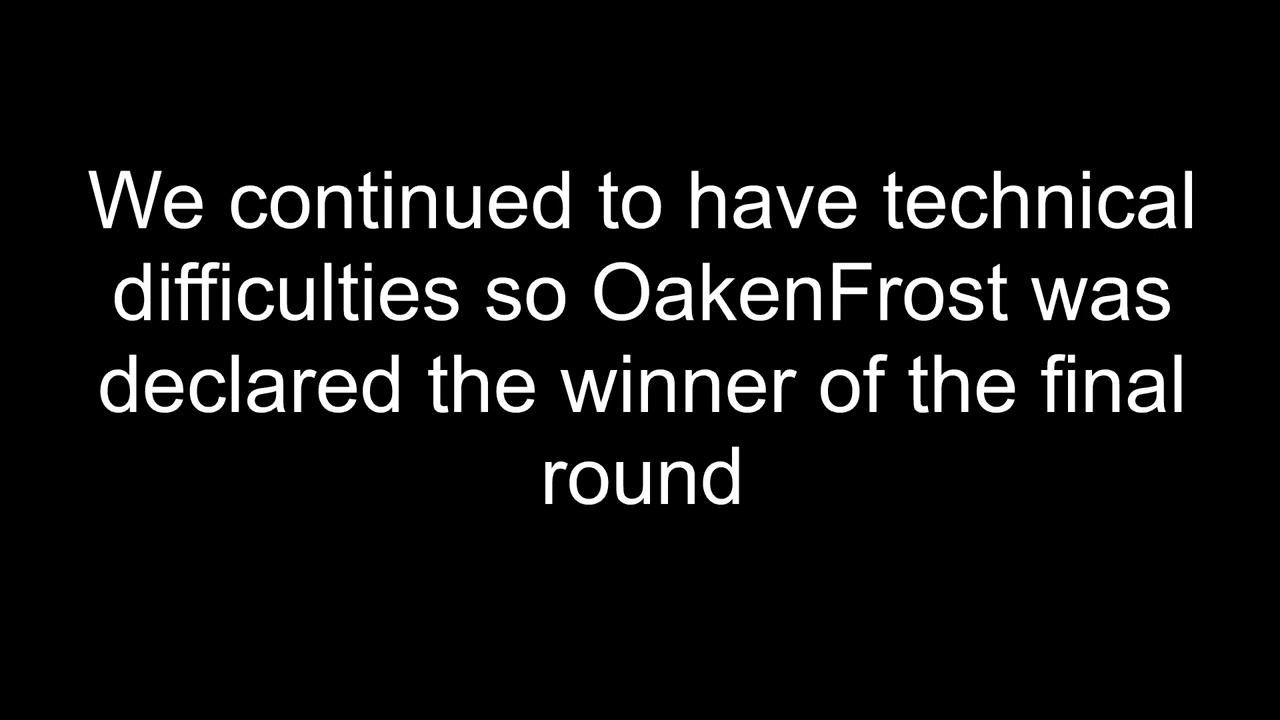 We continued to have technical
difficulties so OakenFrost was
declared the winner of the final
round